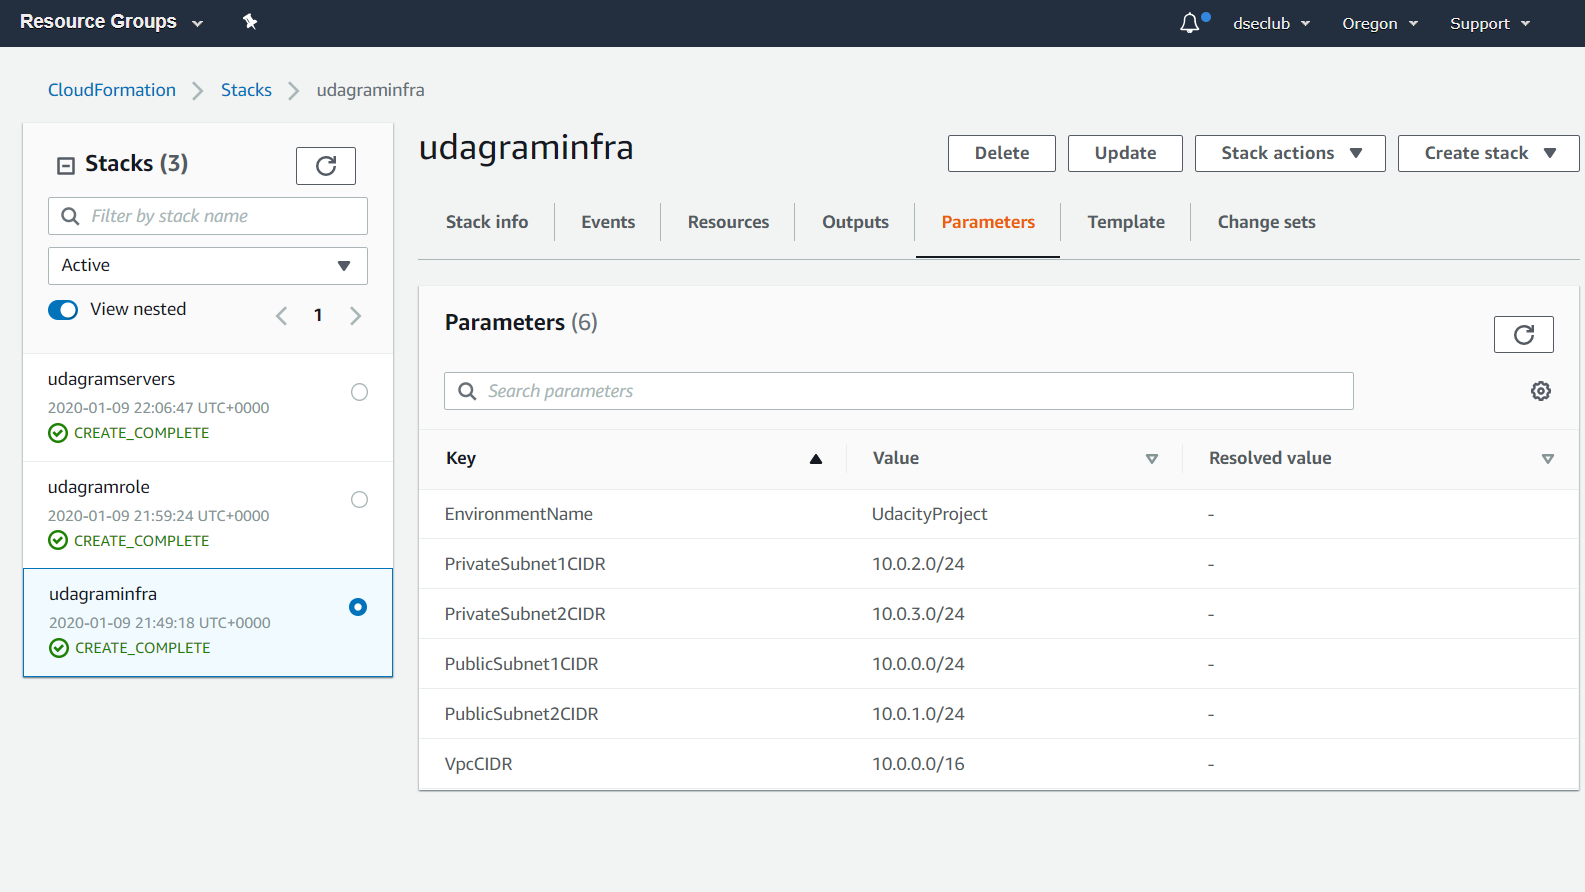 Resource Groups
dseclub
Oregon
Support
CloudFormation
Stacks
udagraminfra
Stacks (3)
Filter by stack name
Active
View nested
1
udagramservers
2020-01-09 22:06:47 UTC+0000
CREATE_COMPLETE
udagramrole
2020-01-09 21:59:24 UTC+0000
CREATE_COMPLETE
udagraminfra
2020-01-09 21:49:18 UTC+0000
CREATE_COMPLETE
udagraminfra
Delete
Update
Stack actions
Create stack
Stack info
Events
Resources
Outputs
Parameters
Template
Change sets
Parameters (6)
Search parameters
Key Value Resolved value
EnvironmentName UdacityProject -
PrivateSubnet1CIDR 10.0.2.0/24 -
PrivateSubnet2CIDR 10.0.3.0/24 -
PublicSubnet1CIDR 10.0.0.0/24 -
PublicSubnet2CIDR 10.0.1.0/24 -
VpcCIDR 10.0.0.0/16 -